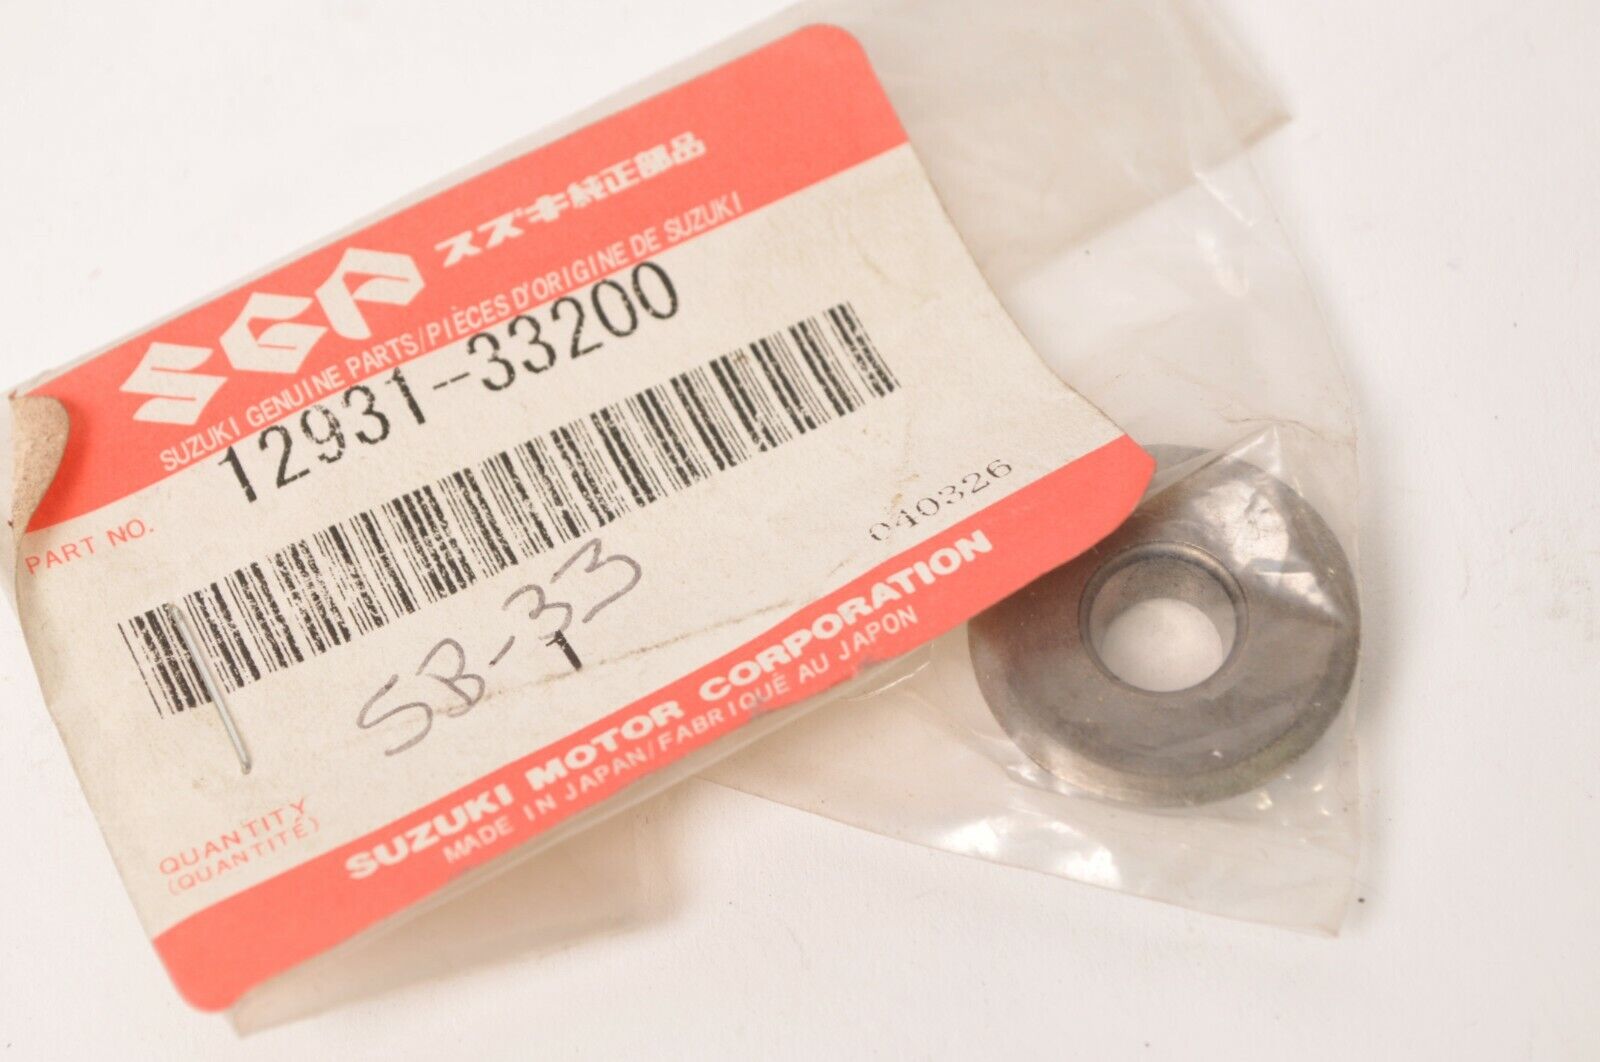 SGP スズキ純正部品
SUZUKI GENUINE PARTS/PIÈCES D'ORIGINE DE SUZUKI
PART NO.
12931--33200
040326
SB-33
1
QUANTITY
(QUANTITÉ)
SUZUKI MOTOR CORPORATION
MADE IN JAPAN/FABRIQUÉ AU JAPON